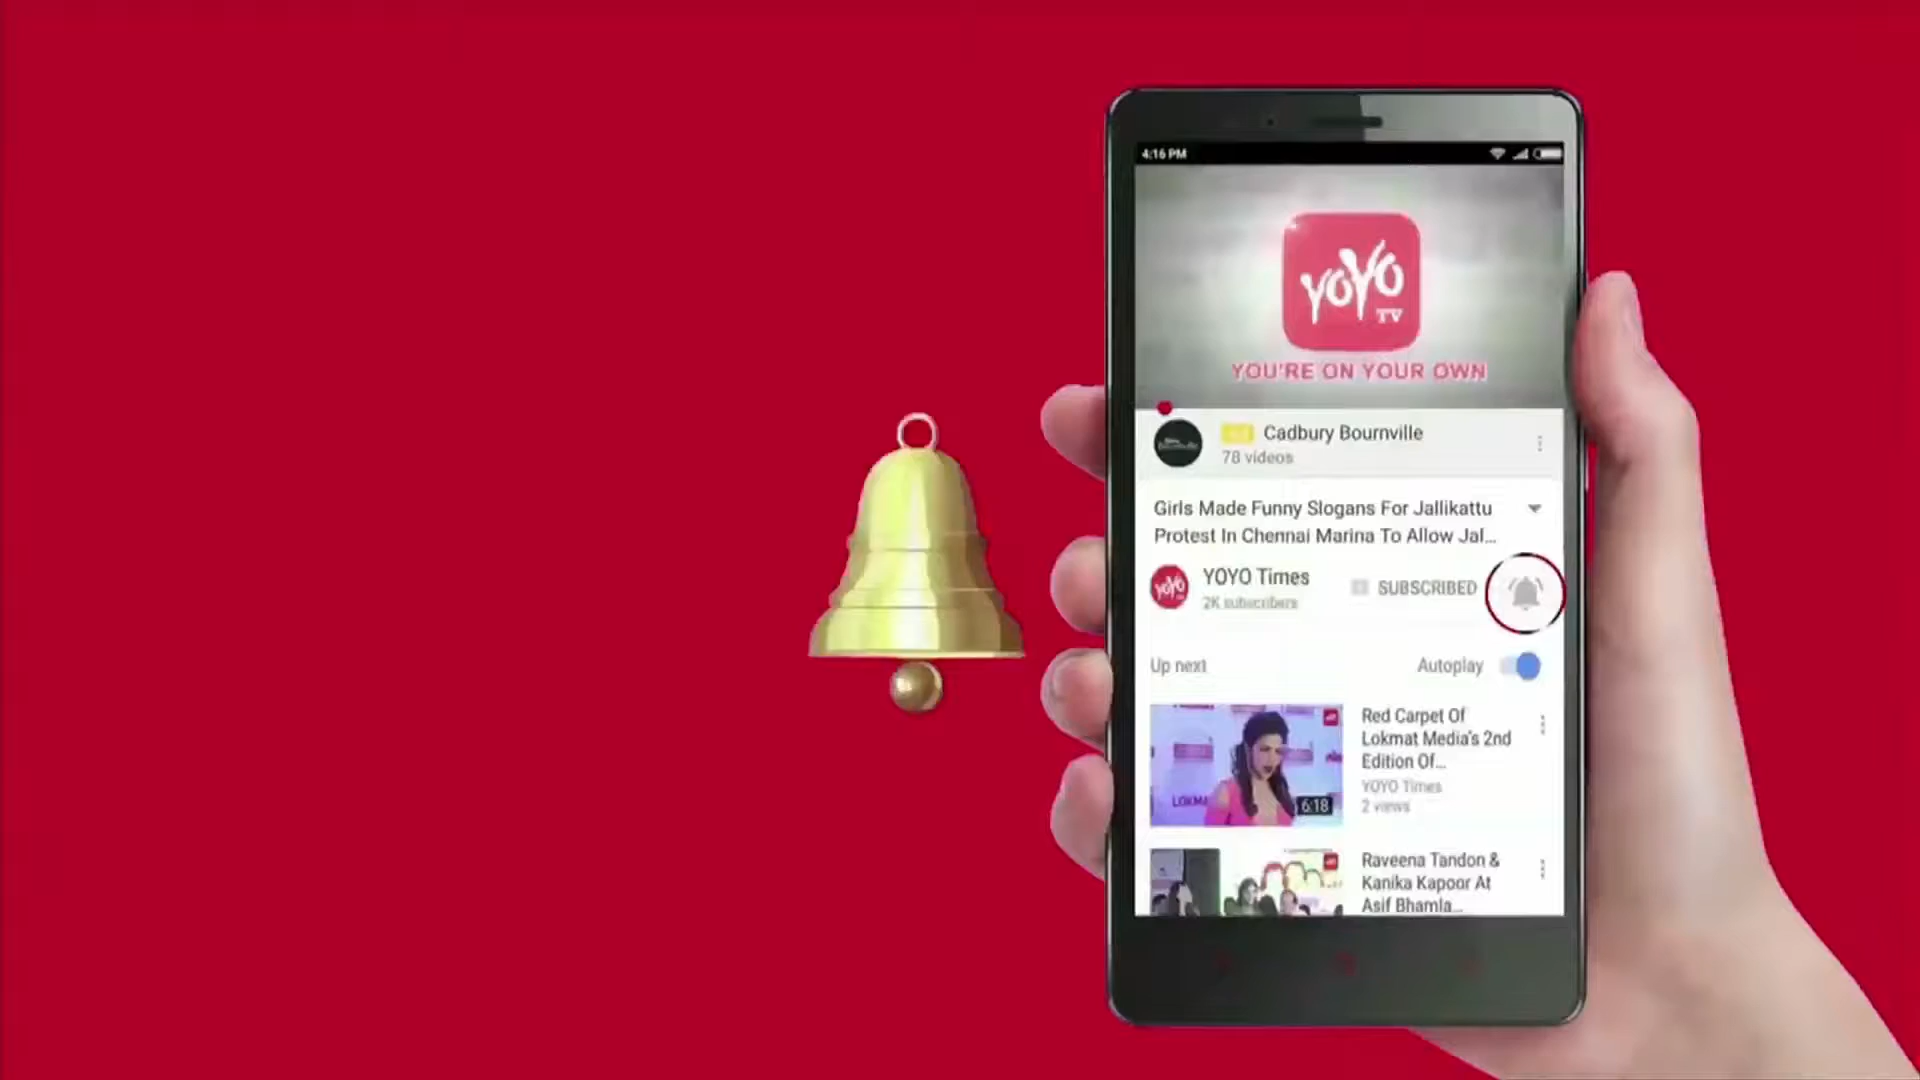 4:16 PM
YOYO
TV
YOU'RE ON YOUR OWN
Cadbury Bournville
78 videos
Girls Made Funny Slogans For Jallikattu
Protest In Chennai Marina To Allow Jal...
YOYO
YOYO Times
SUBSCRIBED
2K subscribers
Up next
Autoplay
LOKMA
6:18
Red Carpet Of
Lokmat Media's 2nd
Edition Of...
YOYO Times
2 views
Raveena Tandon &
Kanika Kapoor At
Asif Bhamla...